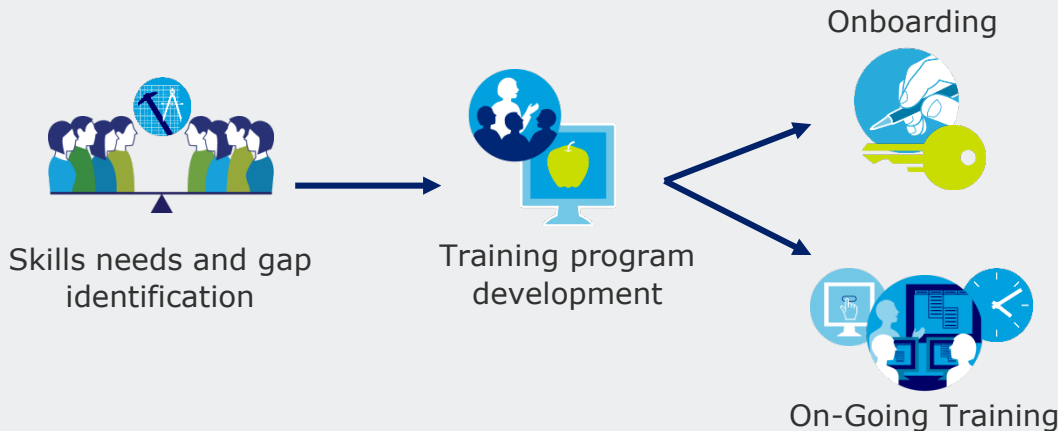 Onboarding
Skills needs and gap
identification
Training program
development
On-Going Training